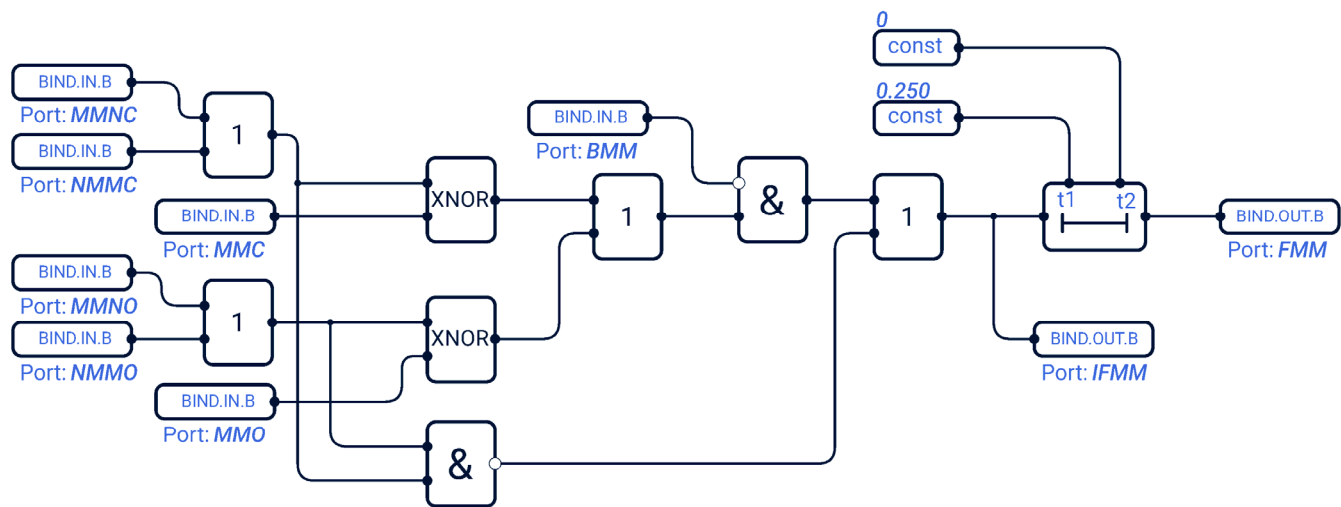 0
const
0.250
const
BIND.IN.B
Port: MMNC
BIND.IN.B
Port: NMMC
1
BIND.IN.B
Port: BMM
XNOR
BIND.IN.B
Port: MMC
1
&
1
t1 t2
BIND.OUT.B
Port: FMM
BIND.IN.B
Port: MMNO
BIND.IN.B
Port: NMMO
1
XNOR
BIND.OUT.B
Port: IFMM
BIND.IN.B
Port: MMO
&